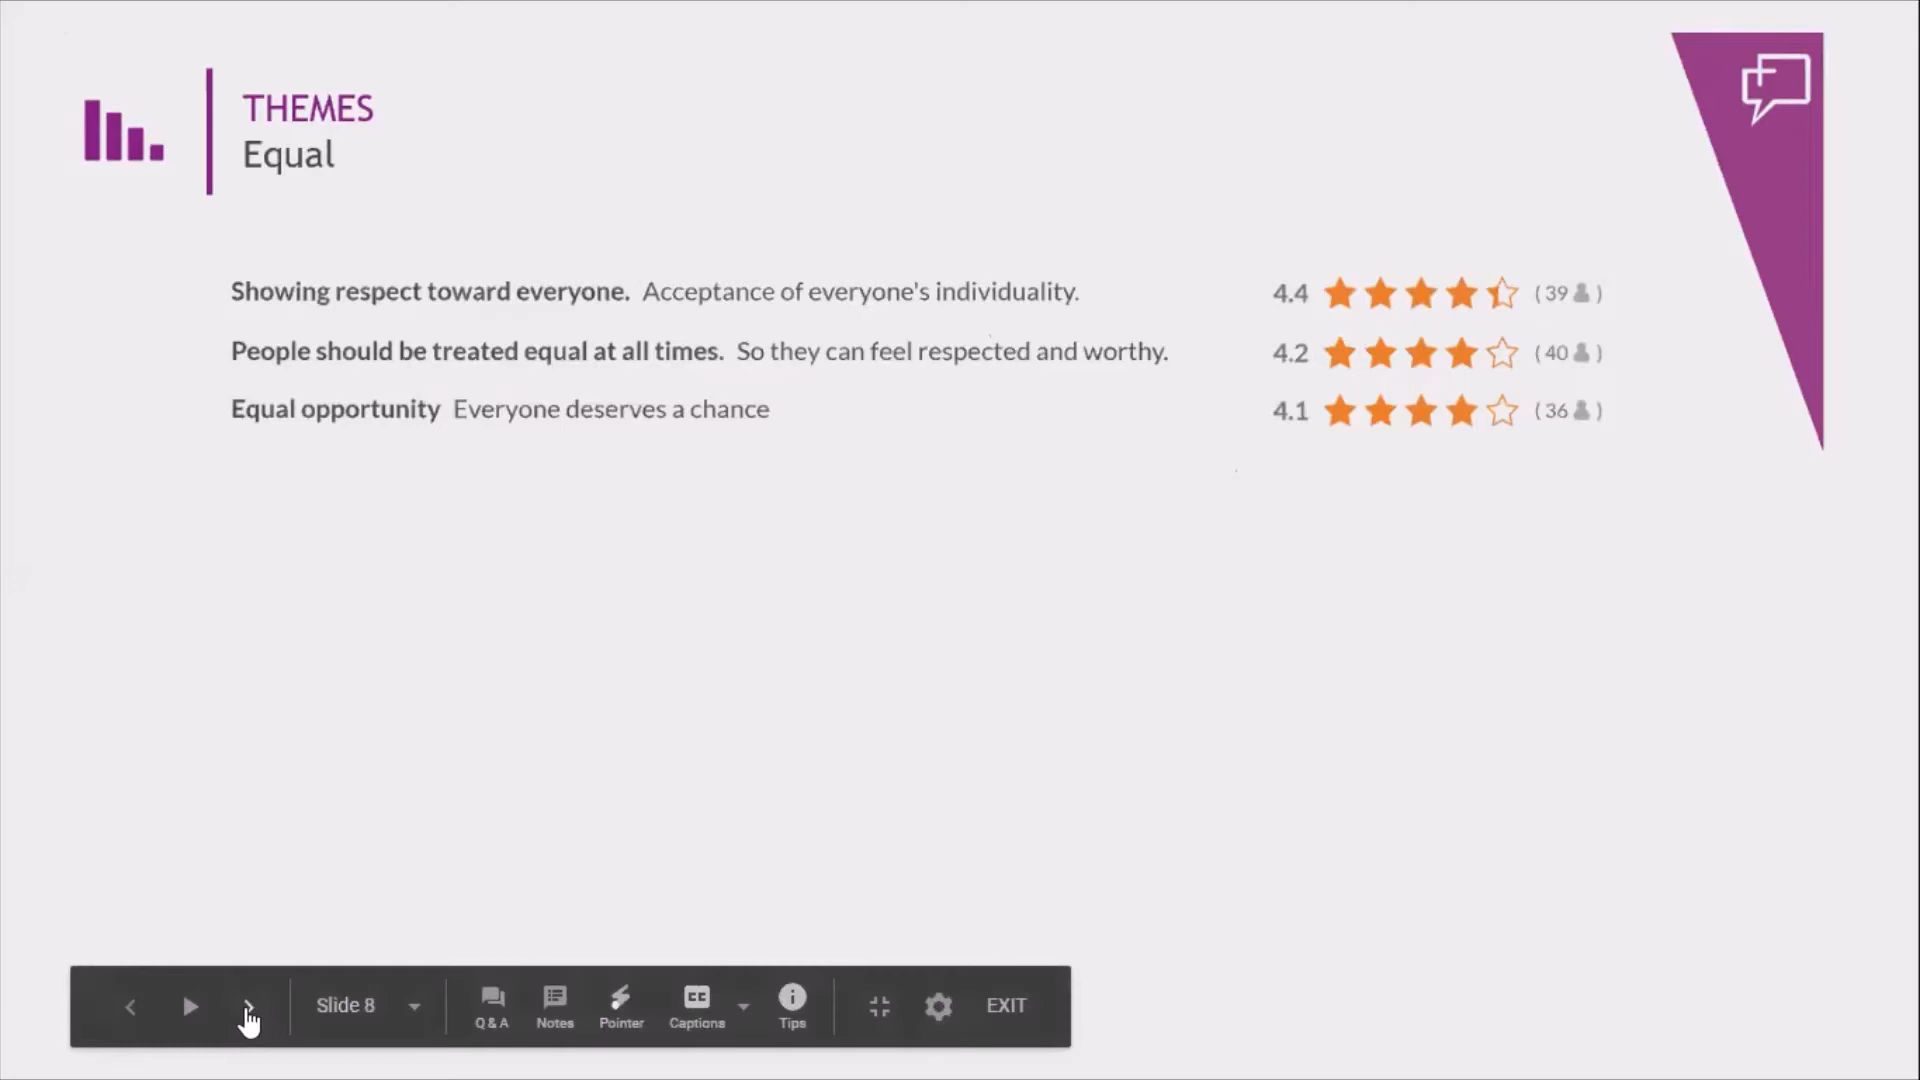 THEMES
Equal
Showing respect toward everyone. Acceptance of everyone's individuality. 4.4 (39)
People should be treated equal at all times. So they can feel respected and worthy. 4.2 (40)
Equal opportunity Everyone deserves a chance 4.1 (36)
Slide 8 Q & A Notes Pointer CC Captions Tips EXIT